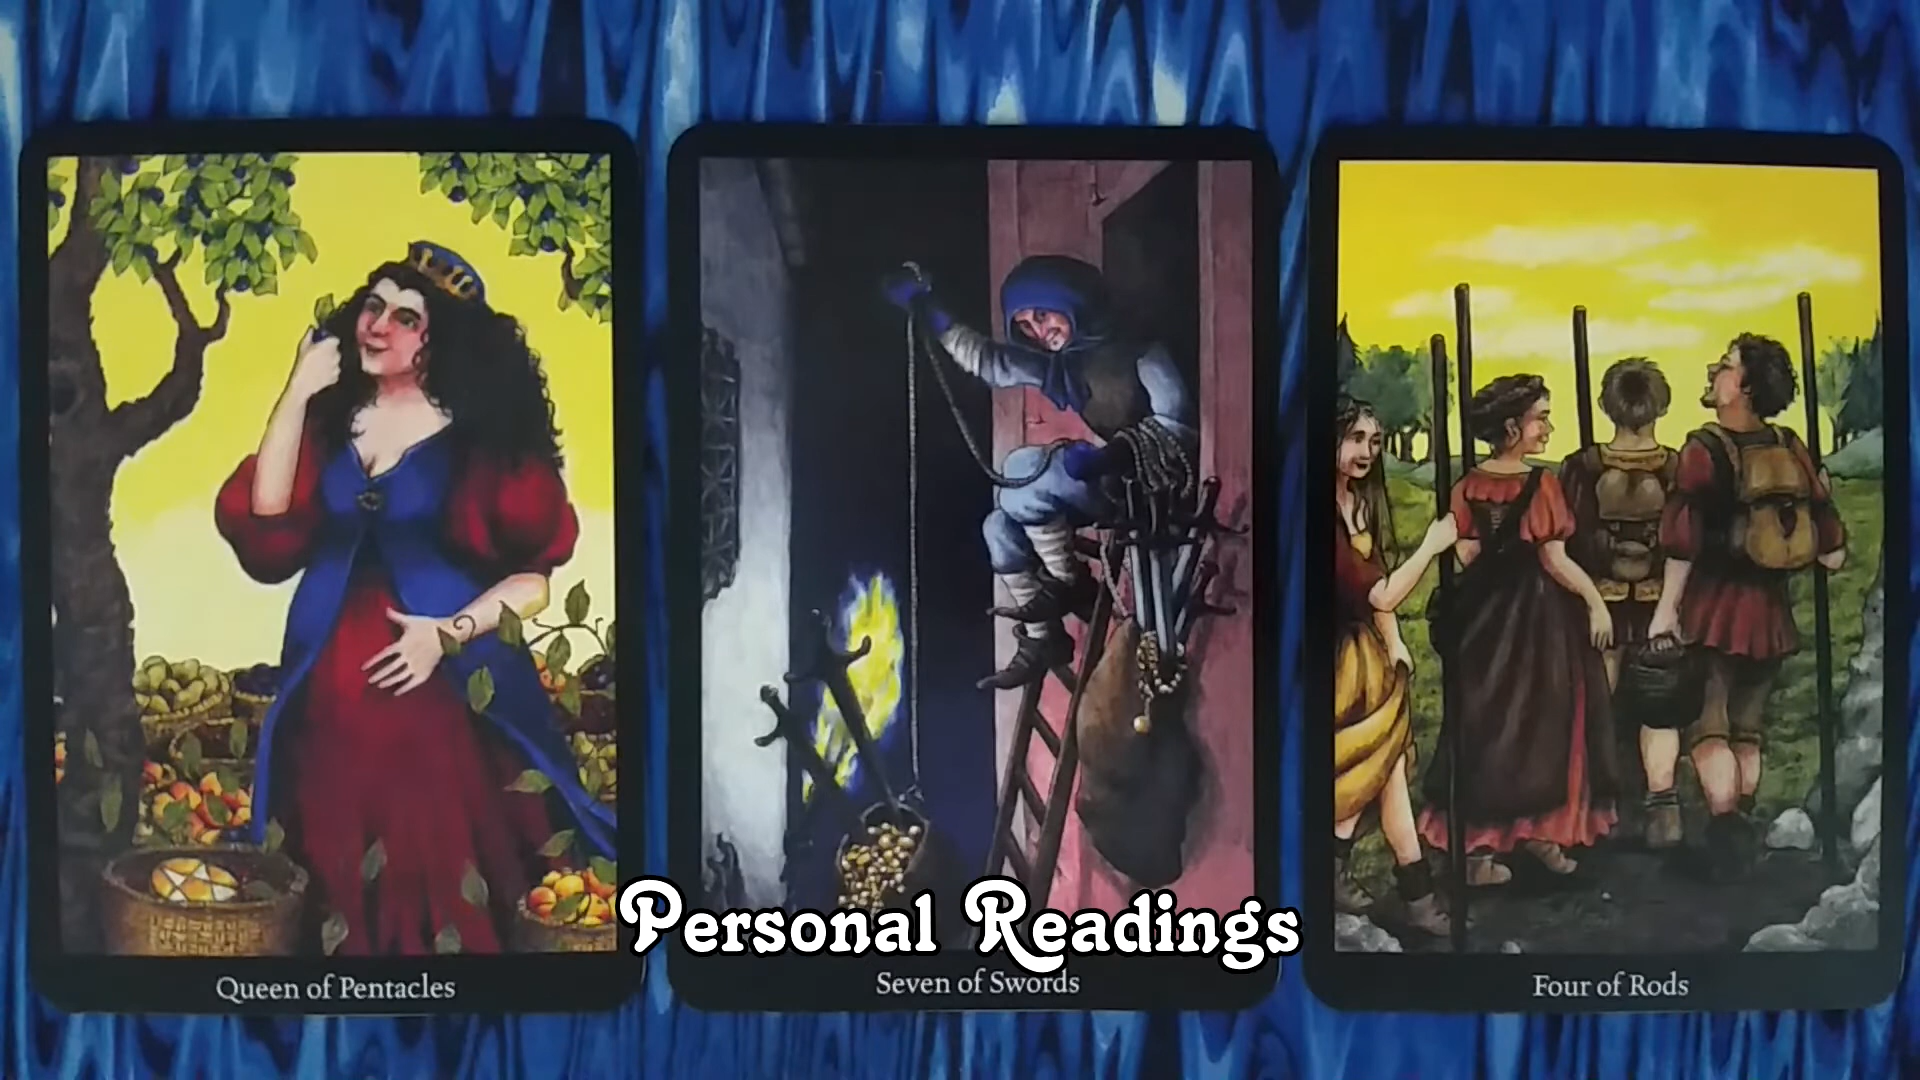 Personal Readings
Queen of Pentacles
Seven of Swords
Four of Rods